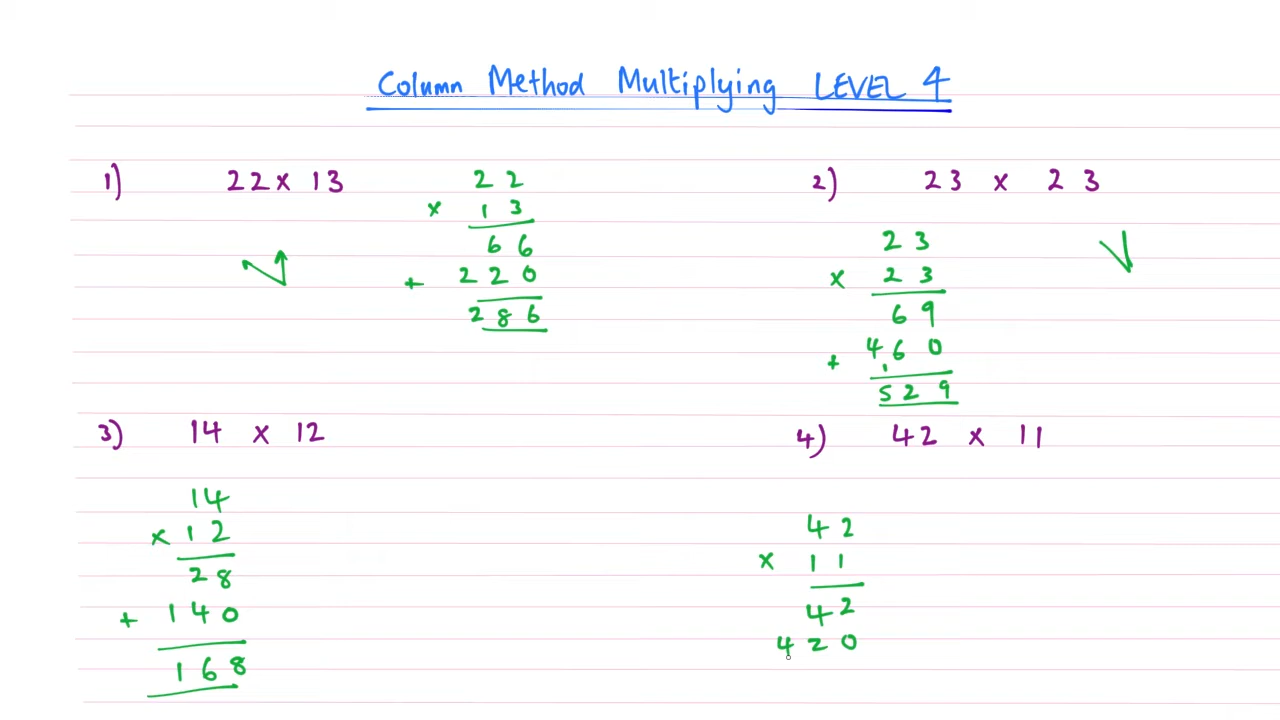 Column Method Multiplying LEVEL 4
1) 22 x 13
22
x 13
66
+ 220
286
2) 23 x 23
23
x 23
69
+ 460
1
529
3) 14 x 12
14
x 12
28
+ 140
168
4) 42 x 11
42
x 11
42
420